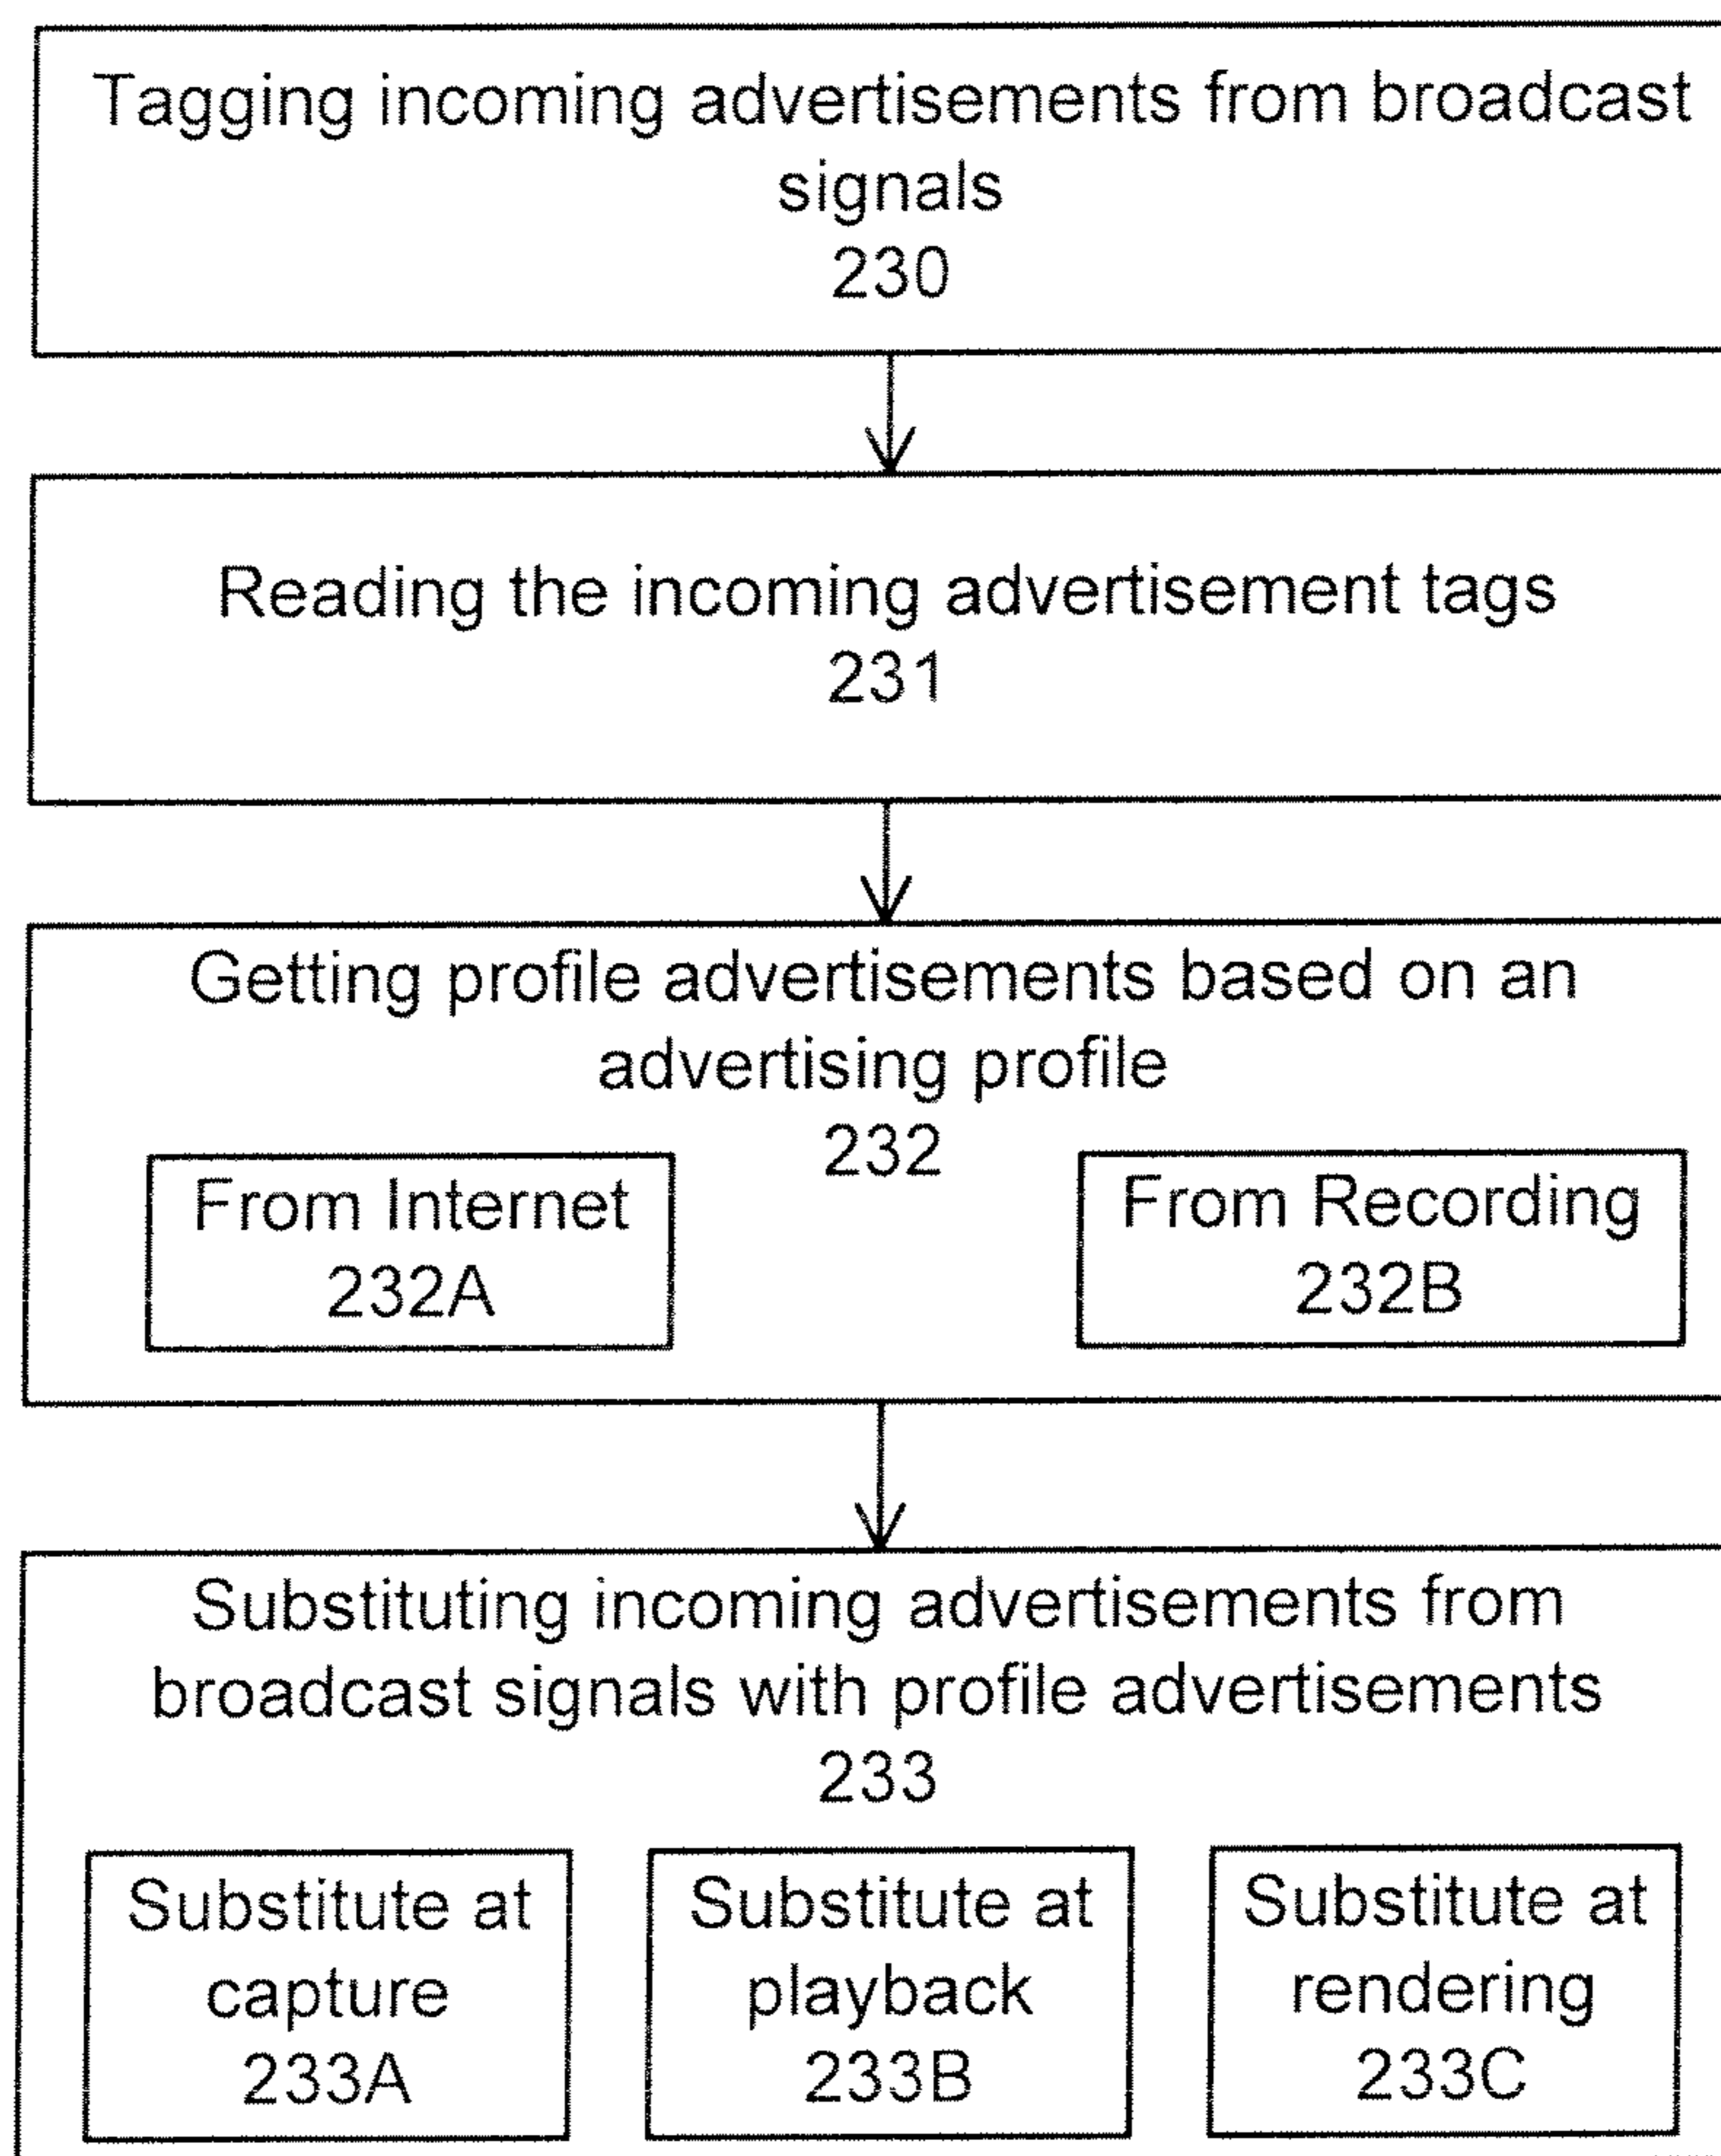 Tagging incoming advertisements from broadcast
signals
230
Reading the incoming advertisement tags
231
Getting profile advertisements based on an
advertising profile
232
From Internet
232A
From Recording
232B
Substituting incoming advertisements from
broadcast signals with profile advertisements
233
Substitute at
capture
233A
Substitute at
playback
233B
Substitute at
rendering
233C